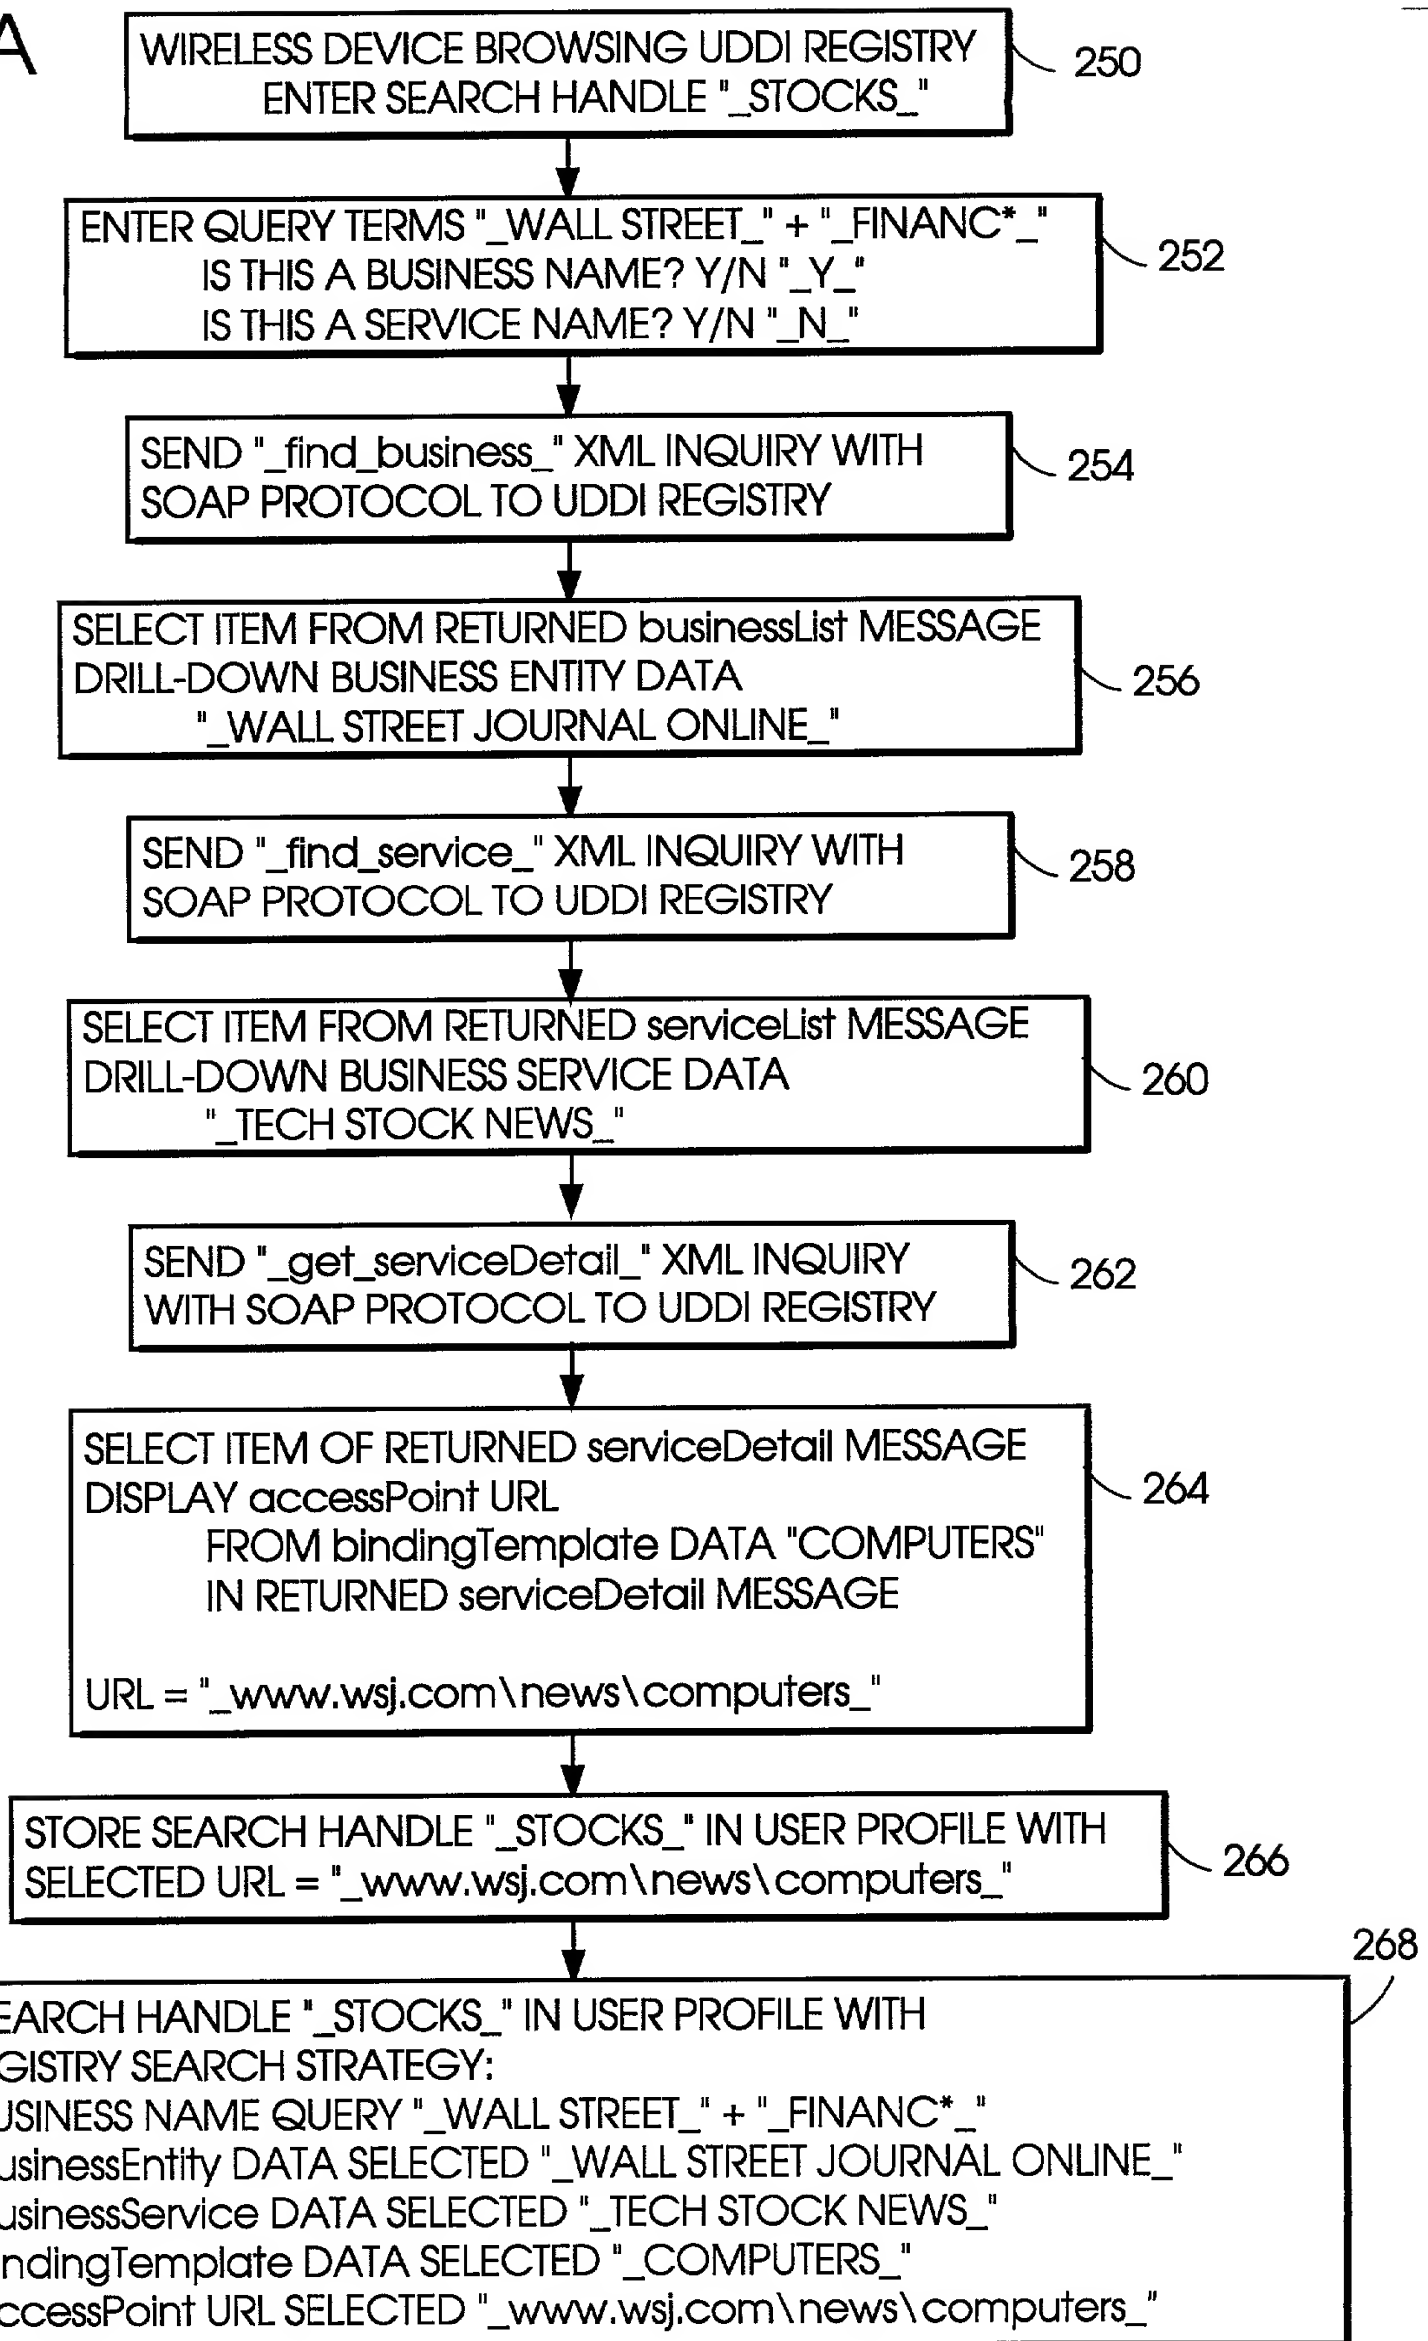 A
WIRELESS DEVICE BROWSING UDDI REGISTRY
ENTER SEARCH HANDLE "_STOCKS_"
250
ENTER QUERY TERMS "_WALL STREET_" + "_FINANC*_"
IS THIS A BUSINESS NAME? Y/N "_Y_"
IS THIS A SERVICE NAME? Y/N "_N_"
252
SEND "_find_business_" XML INQUIRY WITH
SOAP PROTOCOL TO UDDI REGISTRY
254
SELECT ITEM FROM RETURNED businessList MESSAGE
DRILL-DOWN BUSINESS ENTITY DATA
"_WALL STREET JOURNAL ONLINE_"
256
SEND "_find_service_" XML INQUIRY WITH
SOAP PROTOCOL TO UDDI REGISTRY
258
SELECT ITEM FROM RETURNED serviceList MESSAGE
DRILL-DOWN BUSINESS SERVICE DATA
"_TECH STOCK NEWS_"
260
SEND "_get_serviceDetail_" XML INQUIRY
WITH SOAP PROTOCOL TO UDDI REGISTRY
262
SELECT ITEM OF RETURNED serviceDetail MESSAGE
DISPLAY accessPoint URL
FROM bindingTemplate DATA "COMPUTERS"
IN RETURNED serviceDetail MESSAGE
URL = "_www.wsj.com\news\computers_"
264
STORE SEARCH HANDLE "_STOCKS_" IN USER PROFILE WITH
SELECTED URL = "_www.wsj.com\news\computers_"
266
268
EARCH HANDLE "_STOCKS_" IN USER PROFILE WITH
GISTRY SEARCH STRATEGY:
USINESS NAME QUERY "_WALL STREET_" + "_FINANC*_"
usinessEntity DATA SELECTED "_WALL STREET JOURNAL ONLINE_"
usinessService DATA SELECTED "_TECH STOCK NEWS_"
ndingTemplate DATA SELECTED "_COMPUTERS_"
ccessPoint URL SELECTED "_www.wsj.com\news\computers_"